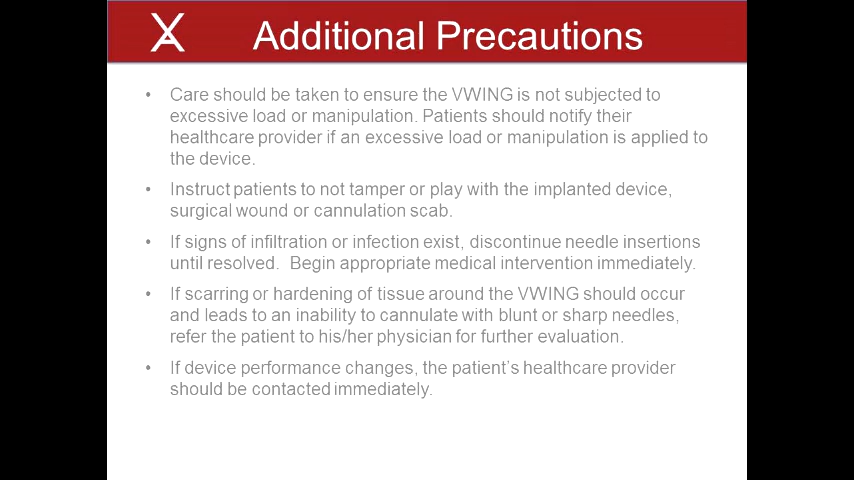 Additional Precautions
• Care should be taken to ensure the VWING is not subjected to
excessive load or manipulation. Patients should notify their
healthcare provider if an excessive load or manipulation is applied to
the device.
• Instruct patients to not tamper or play with the implanted device,
surgical wound or cannulation scab.
• If signs of infiltration or infection exist, discontinue needle insertions
until resolved.  Begin appropriate medical intervention immediately.
• If scarring or hardening of tissue around the VWING should occur
and leads to an inability to cannulate with blunt or sharp needles,
refer the patient to his/her physician for further evaluation.
• If device performance changes, the patient’s healthcare provider
should be contacted immediately.